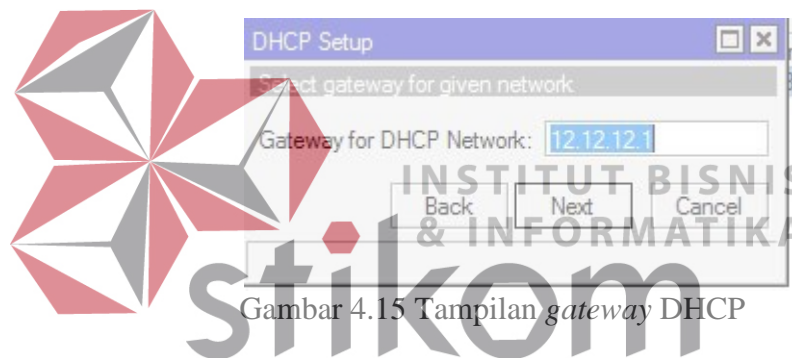 DHCP Setup
Select gateway for given network
Gateway for DHCP Network: 12.12.12.1
INSTITUT BISNIS
Back Next Cancel
& INFORMATIKA
stikom
Gambar 4.15 Tampilan gateway DHCP